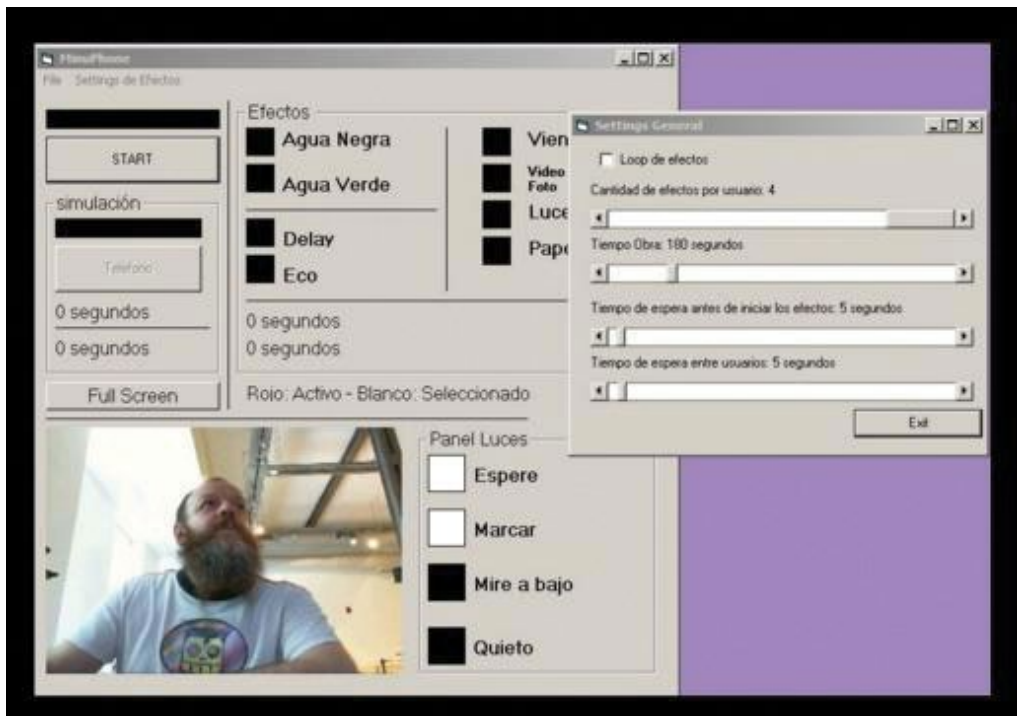 MinuPhone
File Settings de Efectos
START
simulación
Telefono
0 segundos
0 segundos
Full Screen
Efectos
Agua Negra
Agua Verde
Delay
Eco
Vien
Video
Foto
Luce
Pape
0 segundos
0 segundos
Rojo: Activo - Blanco: Seleccionado
Panel Luces
Espere
Marcar
Mire a bajo
Quieto
Settings General
Loop de efectos
Cantidad de efectos por usuario: 4
Tiempo Obra: 180 segundos
Tiempo de espera antes de iniciar los efectos: 5 segundos
Tiempo de espera entre usuarios: 5 segundos
Exit